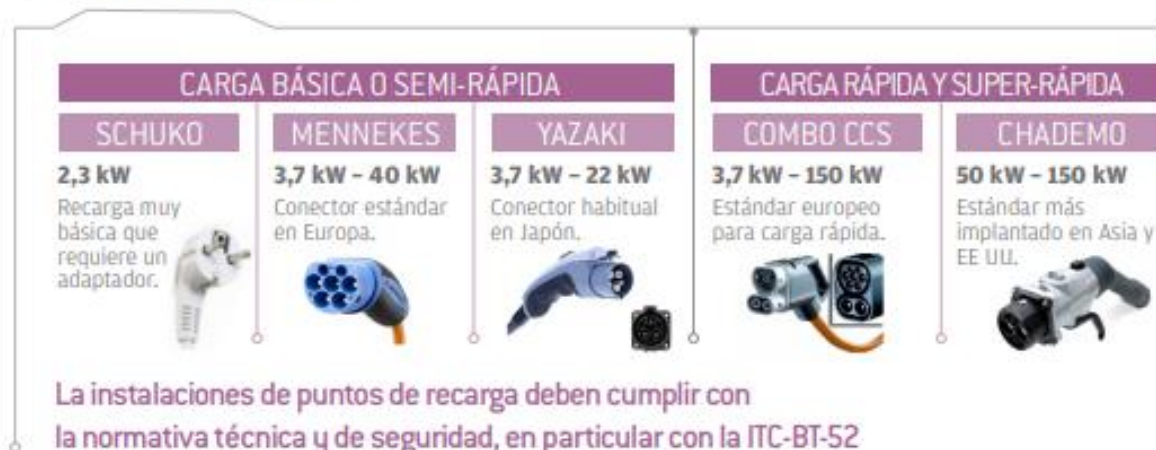 CARGA BÁSICA O SEMI-RÁPIDA
SCHUKO
2,3 kW
Recarga muy
básica que
requiere un
adaptador.
MENNEKES
3,7 kW – 40 kW
Conector estándar
en Europa.
YAZAKI
3,7 kW – 22 kW
Conector habitual
en Japón.
CARGA RÁPIDA Y SUPER-RÁPIDA
COMBO CCS
3,7 kW – 150 kW
Estándar europeo
para carga rápida.
CHADEMO
50 kW – 150 kW
Estándar más
implantado en Asia y
EE UU.
La instalaciones de puntos de recarga deben cumplir con
la normativa técnica y de seguridad, en particular con la ITC-BT-52